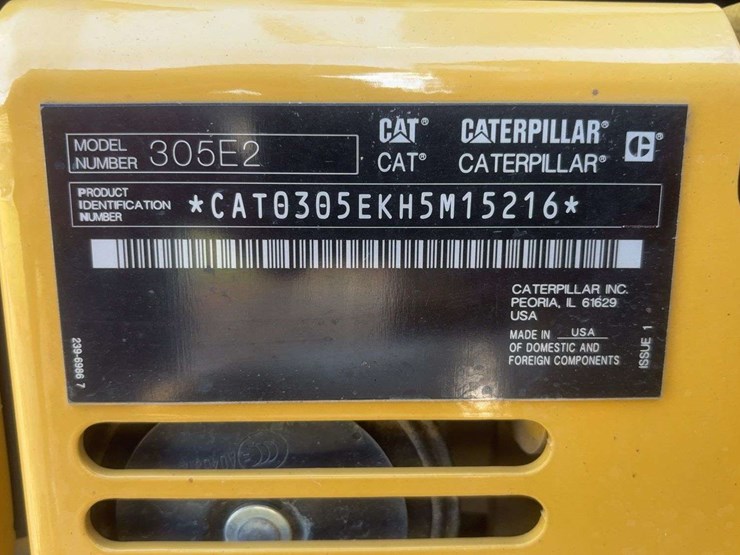 CAT® CATERPILLAR® C®
MODEL NUMBER 305E2
CAT® CATERPILLAR®
PRODUCT IDENTIFICATION NUMBER *CAT0305EKH5M15216*
CATERPILLAR INC.
PEORIA, IL 61629
USA
MADE IN USA
OF DOMESTIC AND
FOREIGN COMPONENTS
ISSUE 1
239-6986 7